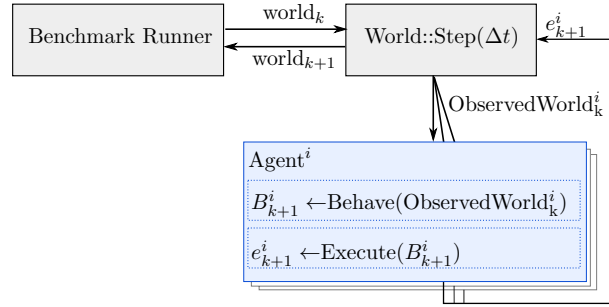 world_k
Benchmark Runner
World::Step(Δt)
e^i_{k+1}
world_{k+1}
ObservedWorld^i_k
Agent^i
B^i_{k+1} ←Behave(ObservedWorld^i_k)
e^i_{k+1} ←Execute(B^i_{k+1})